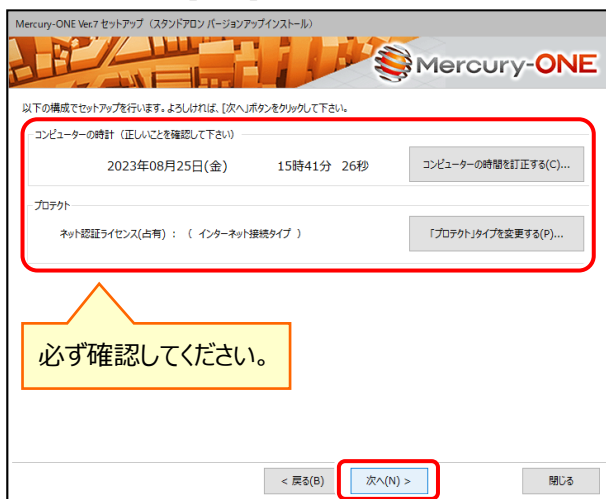 Mercury-ONE Ver.7 セットアップ（スタンドアロン バージョンアップインストール）
Mercury-ONE
以下の構成でセットアップを行います。よろしければ、[次へ]ボタンをクリックして下さい。
コンピューターの時計（正しいことを確認して下さい）
2023年08月25日(金) 15時41分 26秒 コンピューターの時間を訂正する(C)...
プロテクト
ネット認証ライセンス(占有) ： （ インターネット接続タイプ ） 「プロテクト」タイプを変更する(P)...
必ず確認してください。
< 戻る(B) 次へ(N) > 閉じる